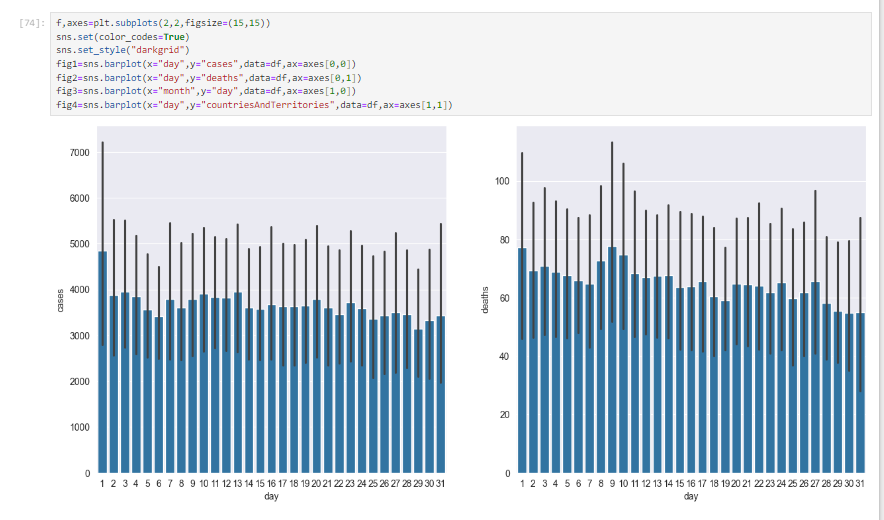 [74]: f,axes=plt.subplots(2,2,figsize=(15,15))
sns.set(color_codes=True)
sns.set_style("darkgrid")
fig1=sns.barplot(x="day",y="cases",data=df,ax=axes[0,0])
fig2=sns.barplot(x="day",y="deaths",data=df,ax=axes[0,1])
fig3=sns.barplot(x="month",y="day",data=df,ax=axes[1,0])
fig4=sns.barplot(x="day",y="countriesAndTerritories",data=df,ax=axes[1,1])
7000
6000
5000
4000
3000
2000
1000
0
cases
1 2 3 4 5 6 7 8 9 10 11 12 13 14 15 16 17 18 19 20 21 22 23 24 25 26 27 28 29 30 31
day
100
80
60
40
20
0
deaths
1 2 3 4 5 6 7 8 9 10 11 12 13 14 15 16 17 18 19 20 21 22 23 24 25 26 27 28 29 30 31
day